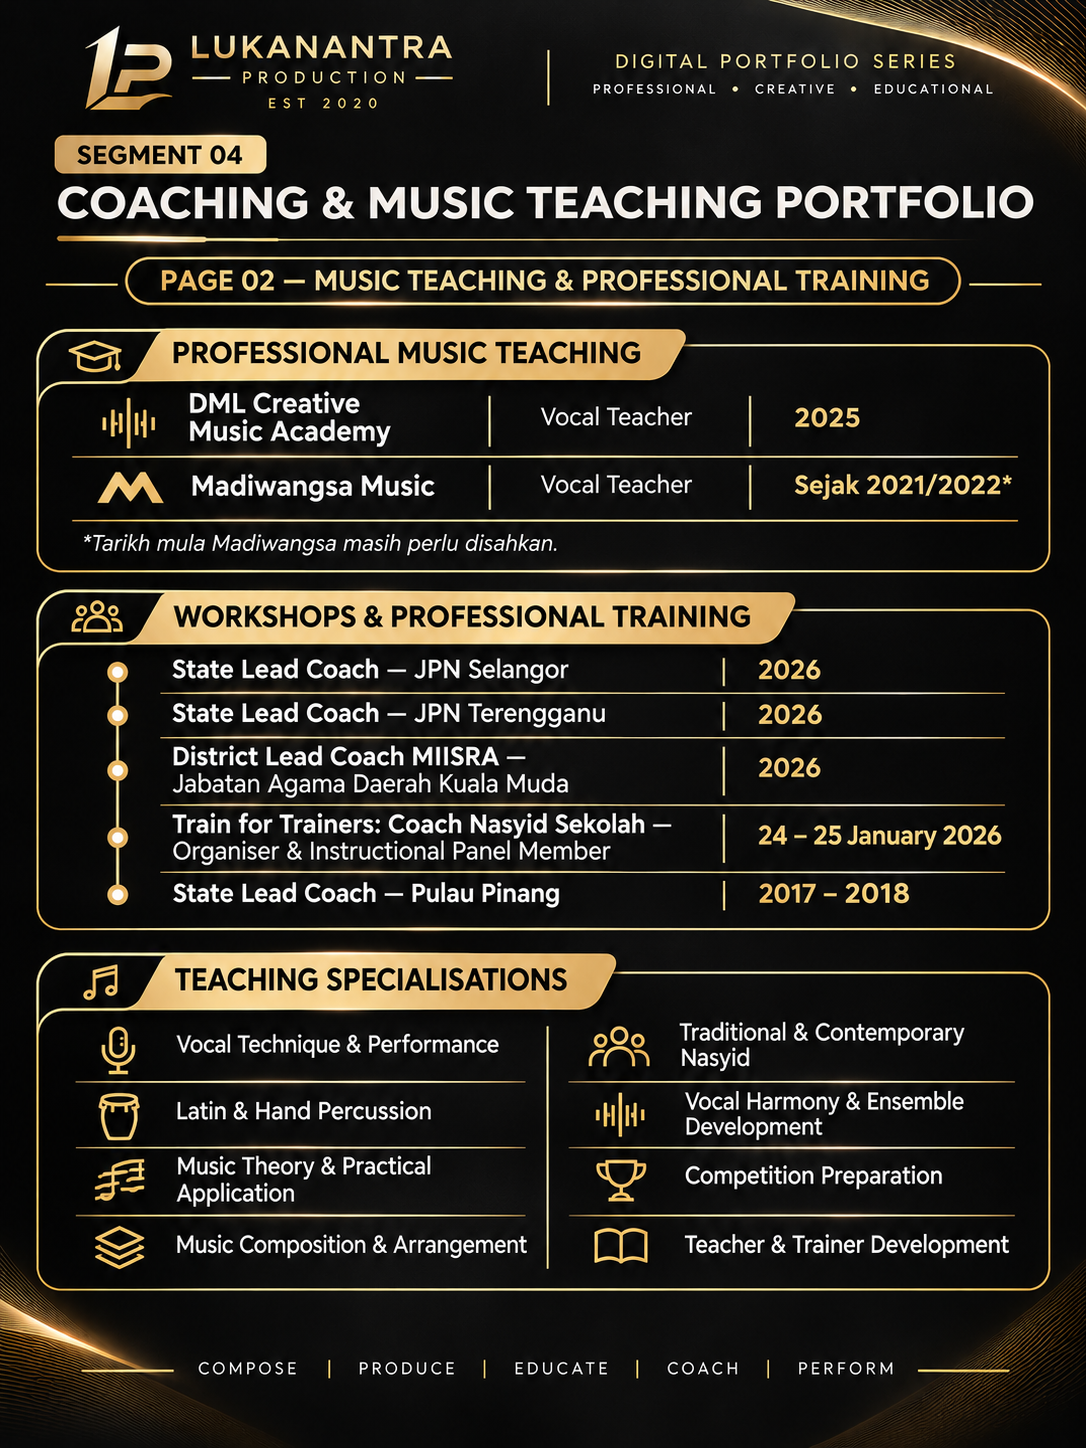 LUKANANTRA
PRODUCTION
EST 2020
DIGITAL PORTFOLIO SERIES
PROFESSIONAL • CREATIVE • EDUCATIONAL
SEGMENT 04
COACHING & MUSIC TEACHING PORTFOLIO
PAGE 02 — MUSIC TEACHING & PROFESSIONAL TRAINING
PROFESSIONAL MUSIC TEACHING
DML Creative
Music Academy
Vocal Teacher
2025
Madiwangsa Music
Vocal Teacher
Sejak 2021/2022*
*Tarikh mula Madiwangsa masih perlu disahkan.
WORKSHOPS & PROFESSIONAL TRAINING
State Lead Coach — JPN Selangor
2026
State Lead Coach — JPN Terengganu
2026
District Lead Coach MIISRA —
Jabatan Agama Daerah Kuala Muda
2026
Train for Trainers: Coach Nasyid Sekolah —
Organiser & Instructional Panel Member
24 – 25 January 2026
State Lead Coach — Pulau Pinang
2017 – 2018
TEACHING SPECIALISATIONS
Vocal Technique & Performance
Latin & Hand Percussion
Music Theory & Practical
Application
Music Composition & Arrangement
Traditional & Contemporary
Nasyid
Vocal Harmony & Ensemble
Development
Competition Preparation
Teacher & Trainer Development
COMPOSE | PRODUCE | EDUCATE | COACH | PERFORM